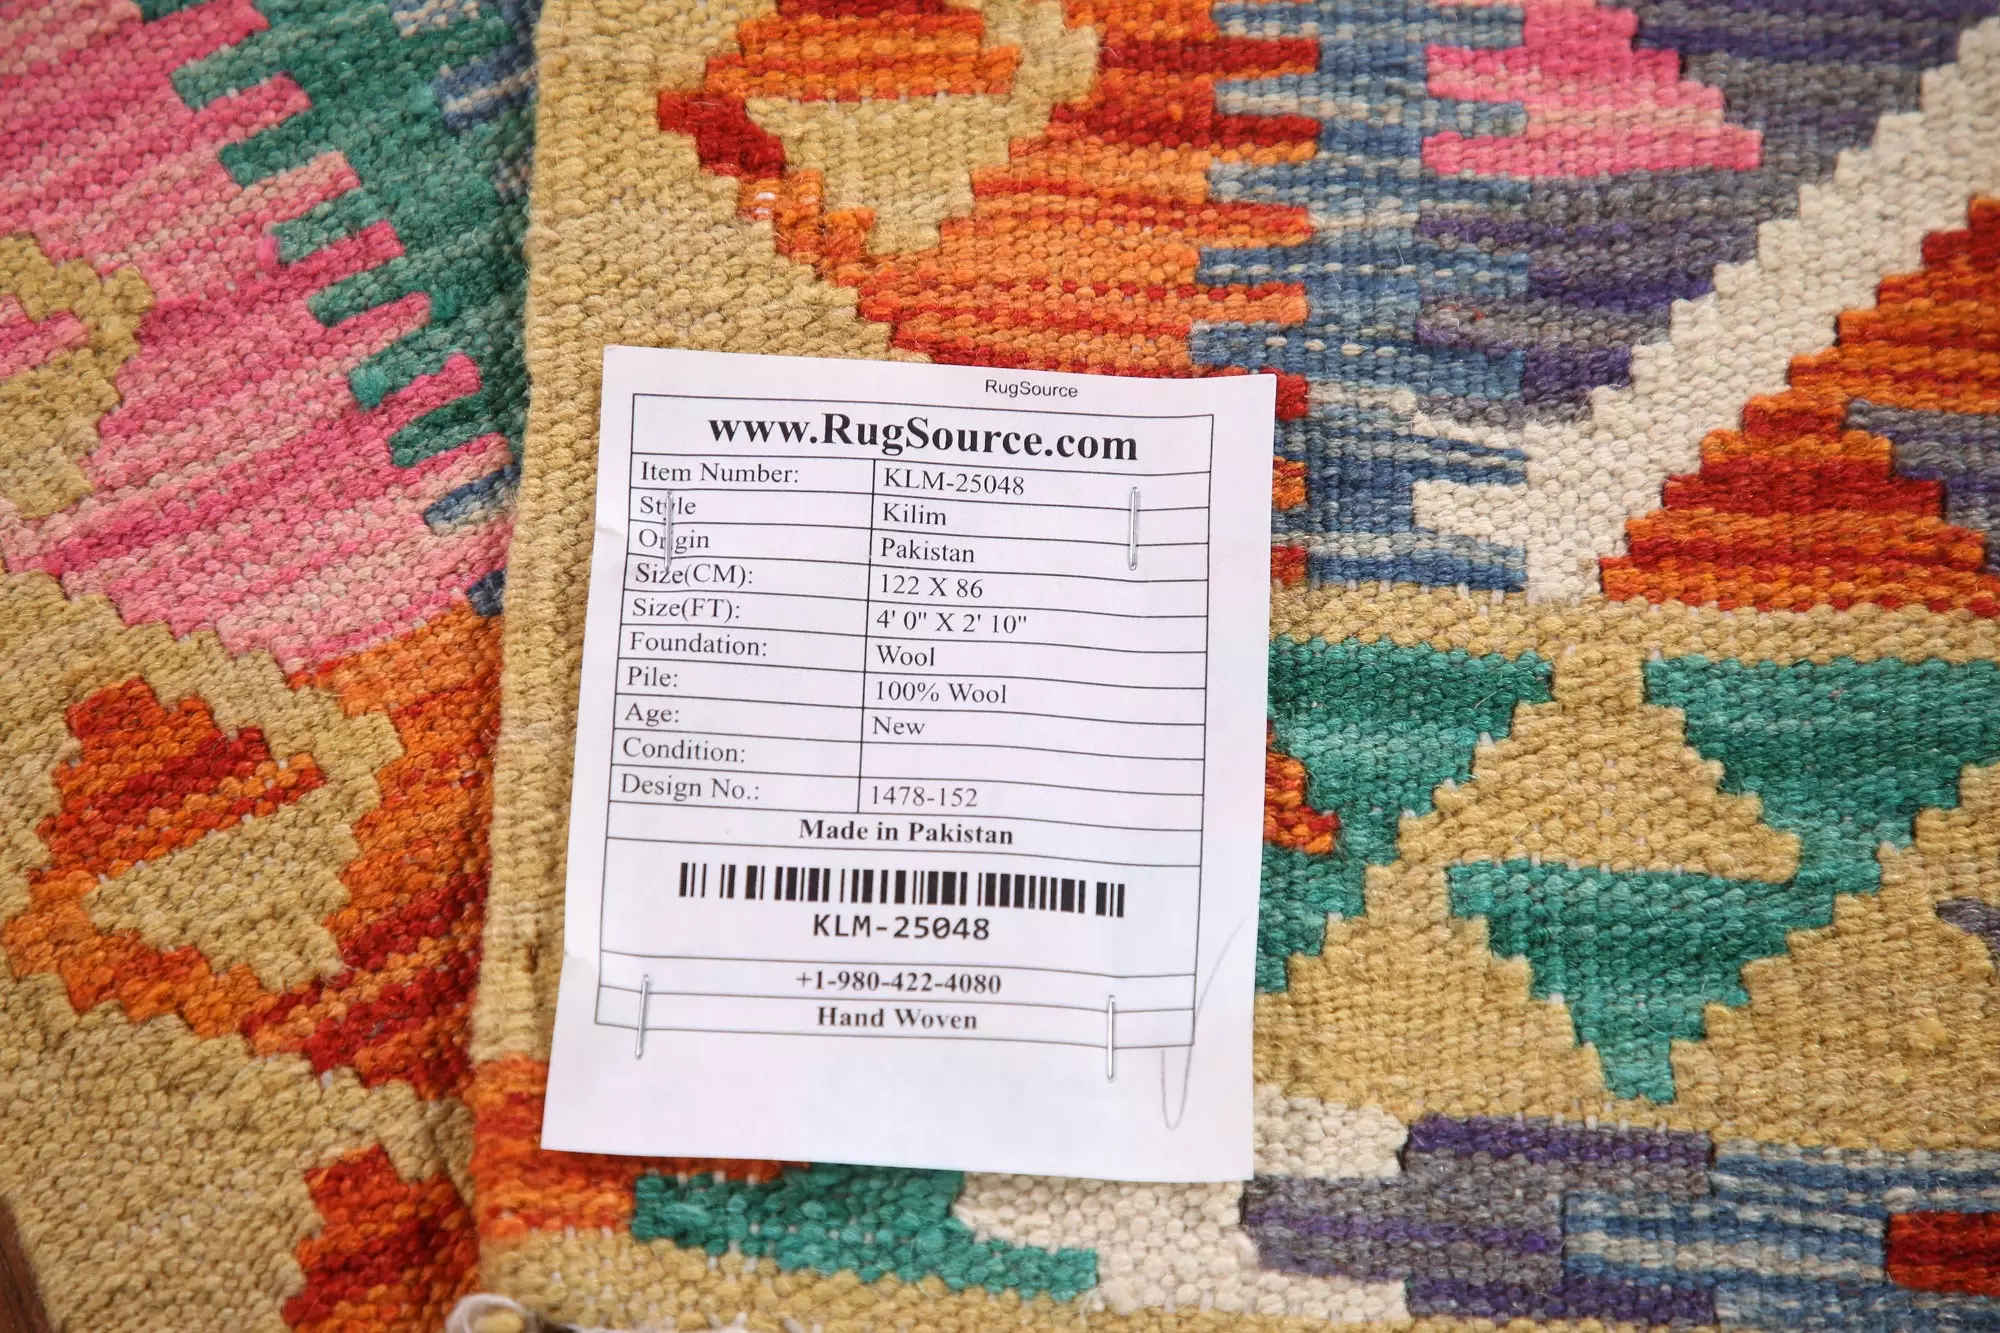 RugSource
www.RugSource.com
Item Number: KLM-25048
Style Kilim
Origin Pakistan
Size(CM): 122 X 86
Size(FT): 4' 0" X 2' 10"
Foundation: Wool
Pile: 100% Wool
Age: New
Condition:
Design No.: 1478-152
Made in Pakistan
KLM-25048
+1-980-422-4080
Hand Woven